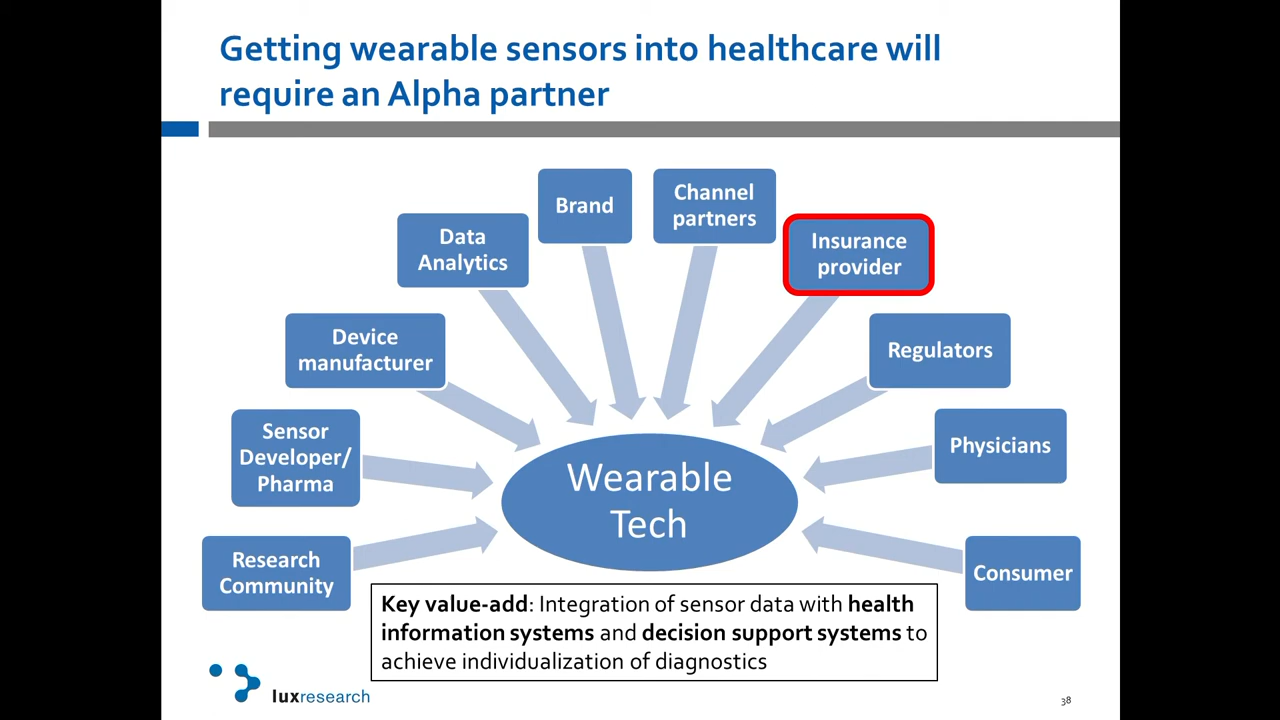 Getting wearable sensors into healthcare will
require an Alpha partner
Brand
Channel
partners
Data
Analytics
Insurance
provider
Device
manufacturer
Regulators
Sensor
Developer/
Pharma
Physicians
Wearable
Tech
Research
Community
Consumer
Key value-add: Integration of sensor data with health
information systems and decision support systems to
achieve individualization of diagnostics
luxresearch
38